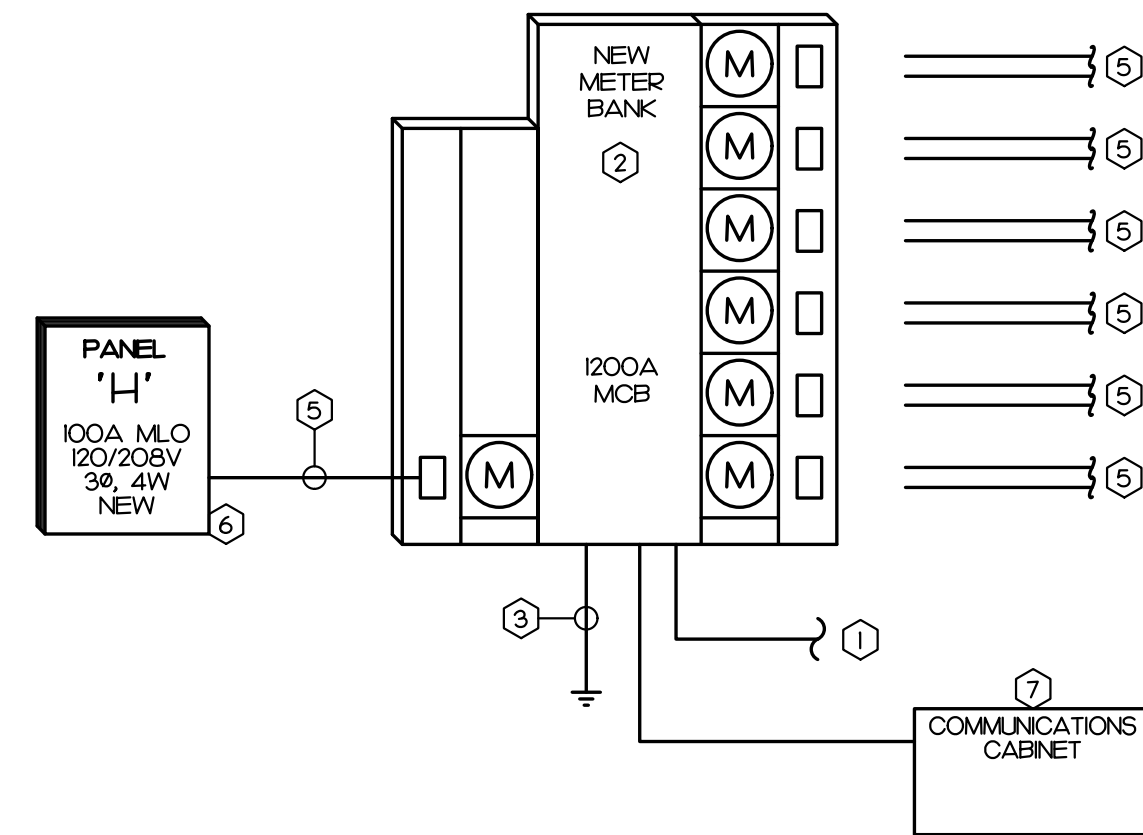 NEW
METER
BANK
2
M
M
M
M
M
M
M
5
5
5
5
5
5
1200A
MCB
PANEL
'H'
100A MLO
120/208V
3Ø, 4W
NEW
5
6
3
1
7
COMMUNICATIONS
CABINET